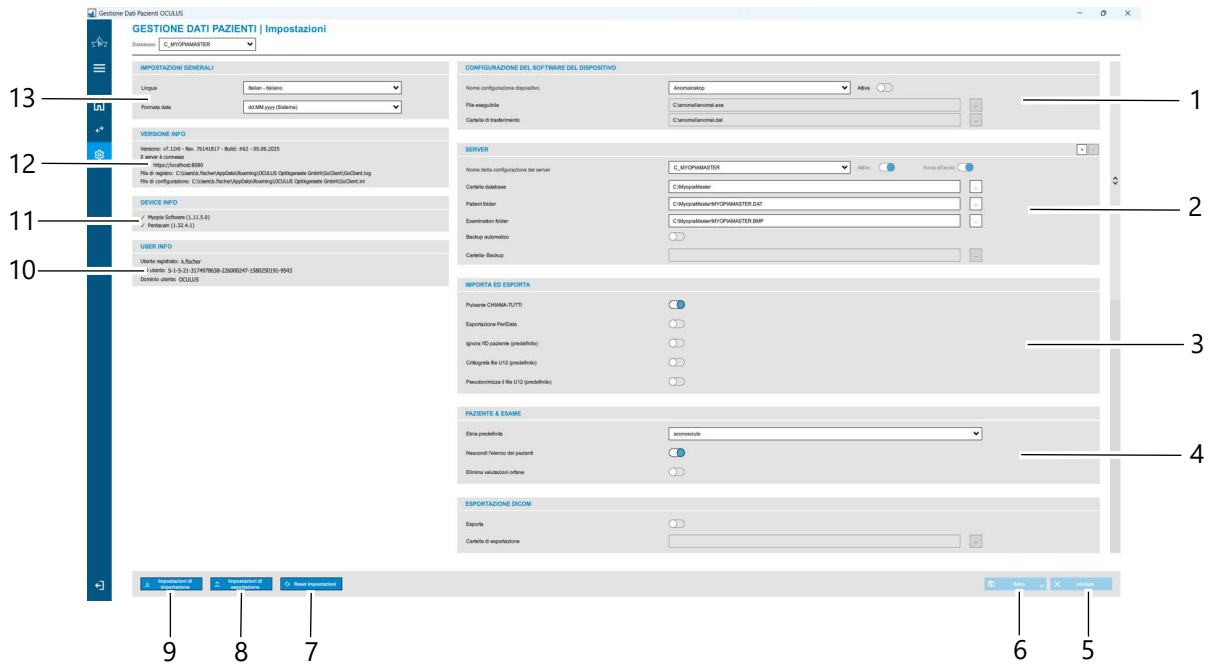 Gestione Dati Pazienti OCULUS
GESTIONE DATI PAZIENTI | Impostazioni
Database: C_MYOPIAMASTER
IMPOSTAZIONI GENERALI
Lingua Italian - italiano
Formata data dd.MM.yyyy (Sistema)
VERSIONE INFO
Versione: v7.12r0 - Rev. 7b141817 - Build: #62 - 05.06.2025
Il server è connesso
https://localhost:8080
File di registro: C:\Users\k.fischer\AppData\Roaming\OCULUS Optikgeraete GmbH\GoClient\GoClient.log
File di configurazione: C:\Users\k.fischer\AppData\Roaming\OCULUS Optikgeraete GmbH\GoClient.ini
DEVICE INFO
✓ Myopia Software (1.11.5.0)
✓ Pentacam (1.32.4.1)
USER INFO
Utente registrato: k.fischer
utente: S-1-5-21-3174978638-226000247-1580250191-9543
Dominio utente: OCULUS
CONFIGURAZIONE DEL SOFTWARE DEL DISPOSITIVO
Nome configurazione dispositivo Anomaloskop Attiva
File eseguibile C:\anomal\anomal.exe ...
Cartella di trasferimento C:\anomal\anomal.dat ...
SERVER + -
Nome della configurazione del server C_MYOPIAMASTER Attiva Avvia all'avvio
Cartella database C:\MyopiaMaster ...
Patient folder C:\MyopiaMaster\MYOPIAMASTER.DAT ...
Examination folder C:\MyopiaMaster\MYOPIAMASTER.BMP ...
Backup automatico
Cartella- Backup ...
IMPORTA ED ESPORTA
Pulsante CHIAMA-TUTTI
Esportazione PeriData
Ignora l'ID paziente (predefinito)
Crittografa file U12 (predefinito)
Pseudonimizza il file U12 (predefinito)
PAZIENTE & ESAME
Etnia predefinita sconosciuto
Nascondi l'elenco dei pazienti
Elimina valutazioni orfane
ESPORTAZIONE DICOM
Esporta
Cartella di esportazione ...
Impostazioni di importazione
Impostazioni di esportazione
Reset impostazioni
Salva
1
2
3
4
5
6
7
8
9
10
11
12
13